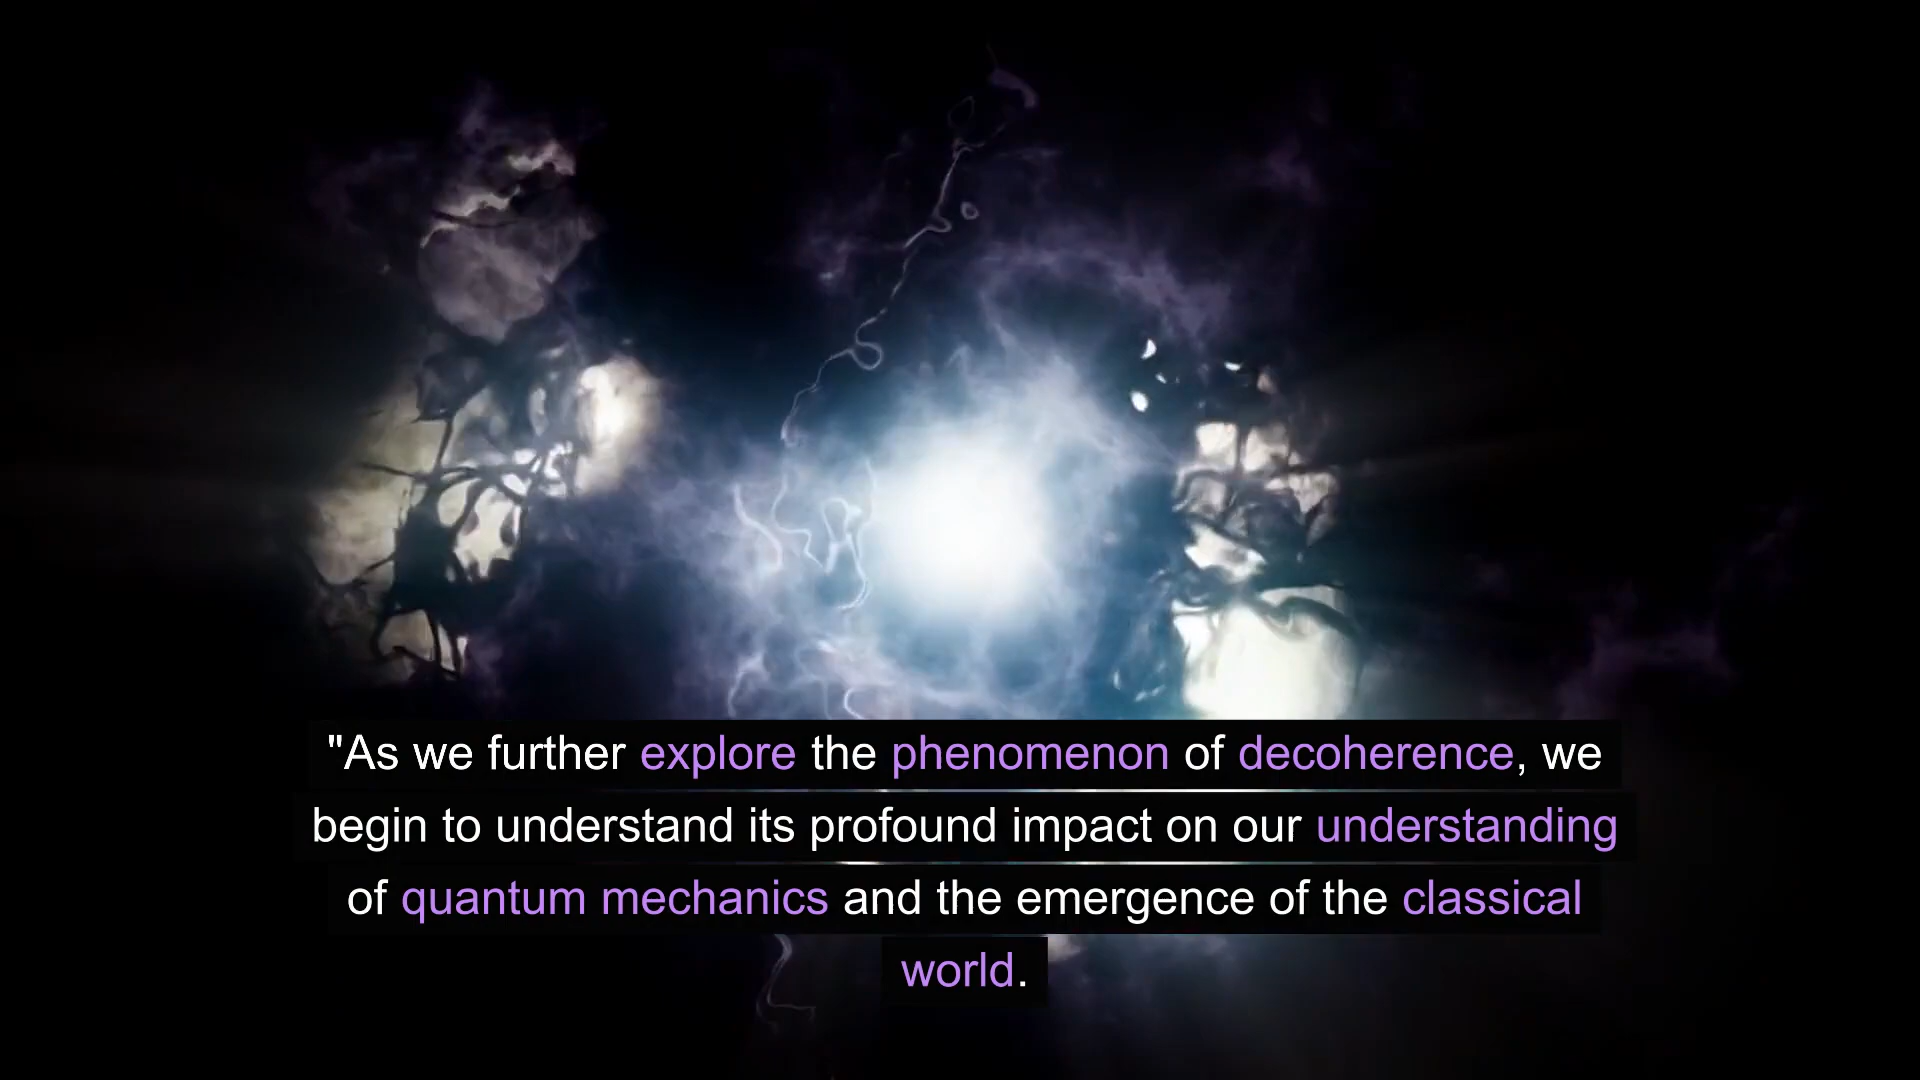 "As we further explore the phenomenon of decoherence, we
begin to understand its profound impact on our understanding
of quantum mechanics and the emergence of the classical
world.